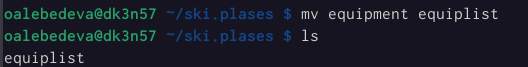 oalebedeva@dk3n57 ~/ski.plases $ mv equipment equiplist
oalebedeva@dk3n57 ~/ski.plases $ ls
equiplist